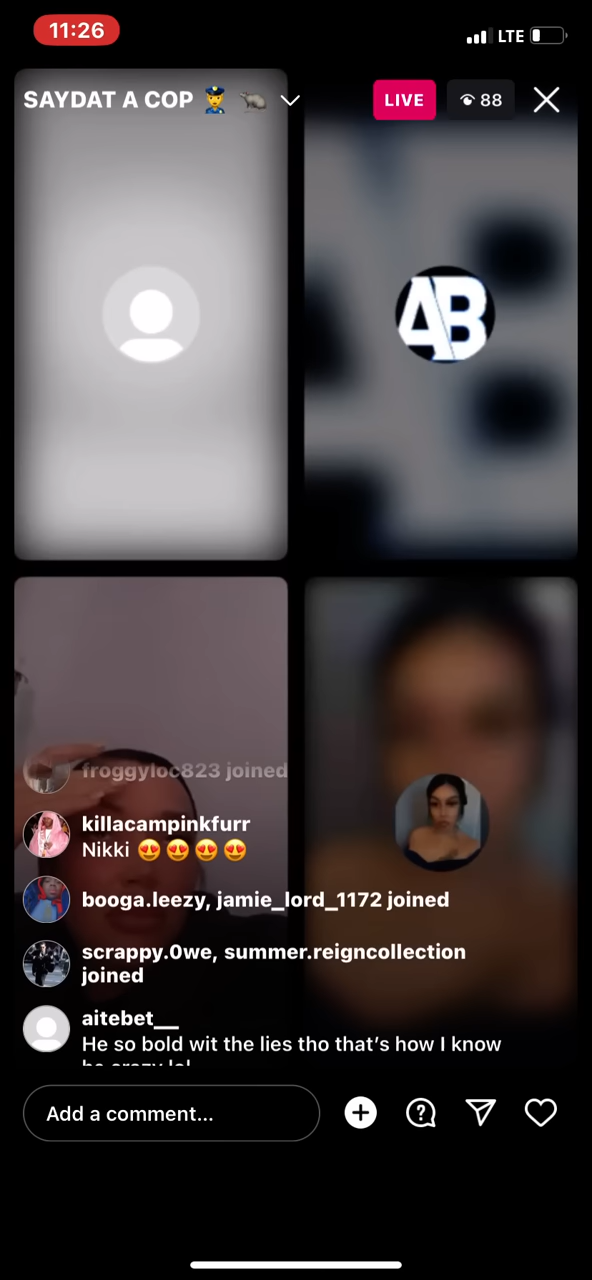 11:26
LTE
SAYDAT A COP 👮 🦡
LIVE
88
AB
froggyloc823 joined
killacampinkfurr
Nikki 😍 😍 😍 😍
booga.leezy, jamie_lord_1172 joined
scrappy.0we, summer.reigncollection
joined
aitebet__
He so bold wit the lies tho that’s how I know
Add a comment...